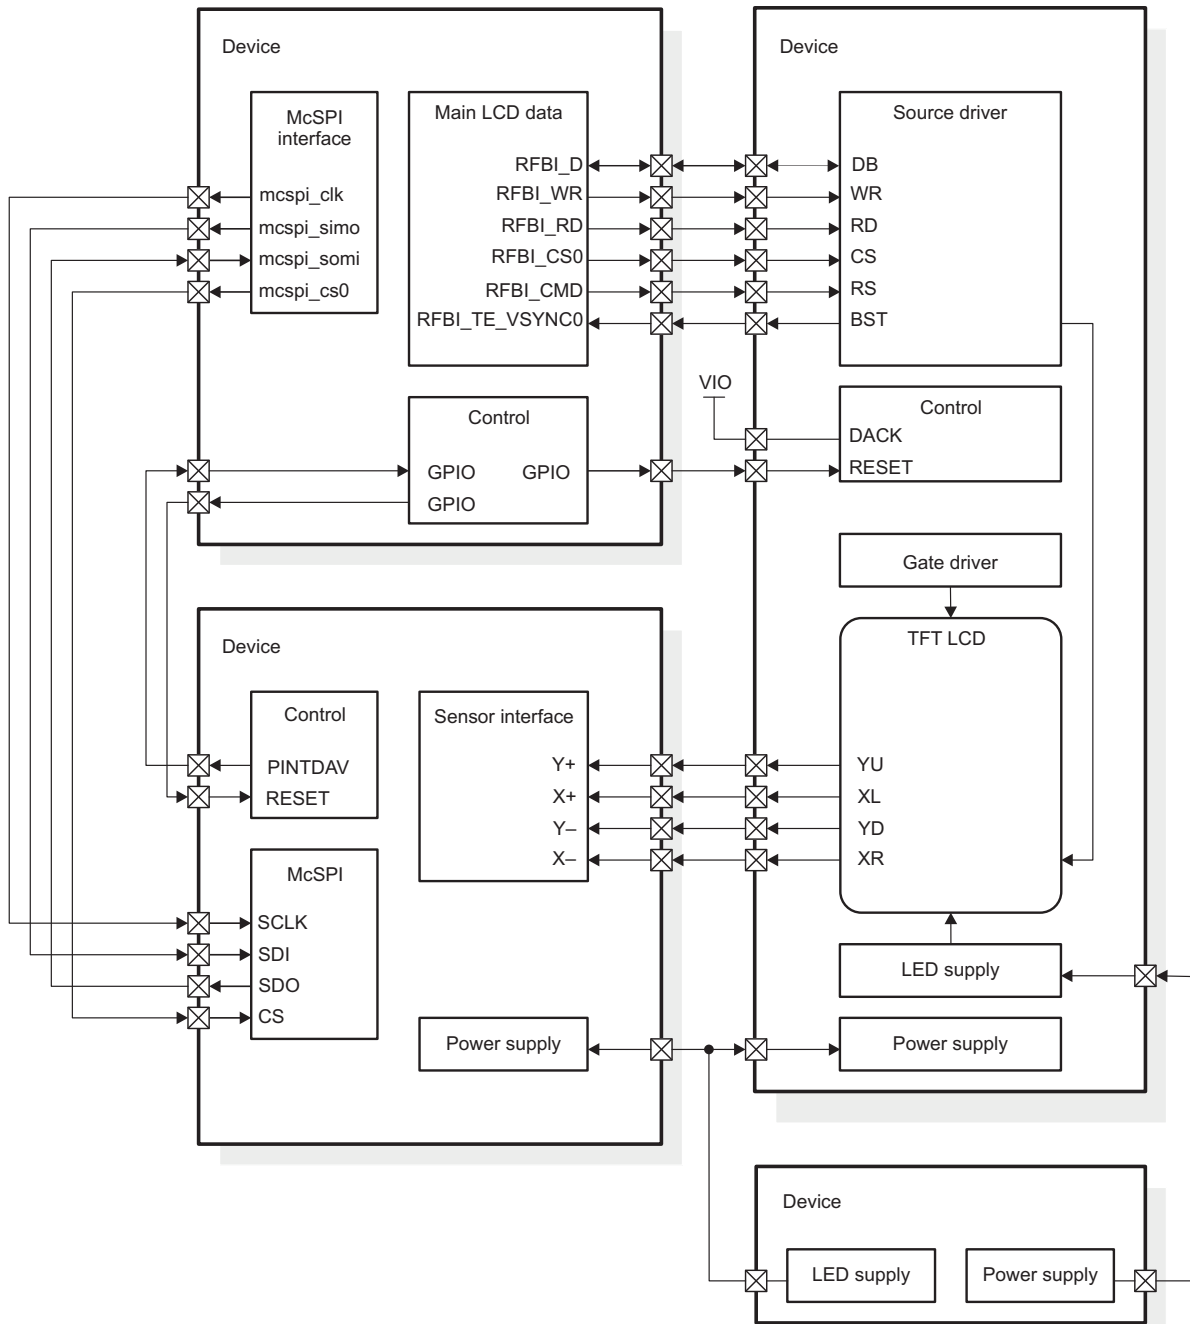 Device
McSPI
interface
mcspi_clk
mcspi_simo
mcspi_somi
mcspi_cs0
Main LCD data
RFBI_D
RFBI_WR
RFBI_RD
RFBI_CS0
RFBI_CMD
RFBI_TE_VSYNC0
Control
GPIO GPIO
GPIO
Device
Source driver
DB
WR
RD
CS
RS
BST
VIO
Control
DACK
RESET
Gate driver
TFT LCD
YU
XL
YD
XR
LED supply
Power supply
Device
Control
PINTDAV
RESET
Sensor interface
Y+
X+
Y–
X–
McSPI
SCLK
SDI
SDO
CS
Power supply
Device
LED supply
Power supply